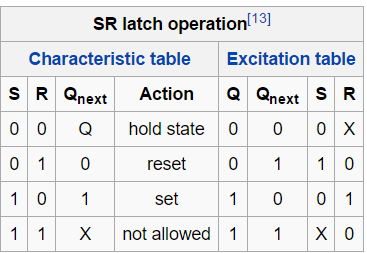 SR latch operation[13]
Characteristic table Excitation table
S R Qnext Action Q Qnext S R
0 0 Q hold state 0 0 0 X
0 1 0 reset 0 1 1 0
1 0 1 set 1 0 0 1
1 1 X not allowed 1 1 X 0